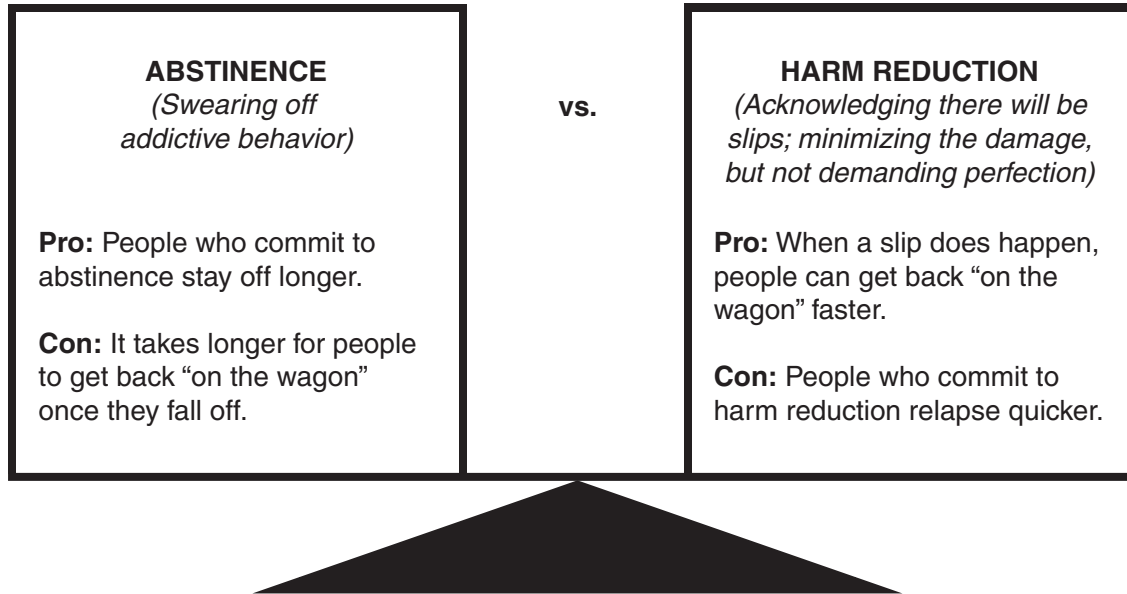 ABSTINENCE
(Swearing off
addictive behavior)
Pro: People who commit to
abstinence stay off longer.
Con: It takes longer for people
to get back “on the wagon”
once they fall off.
vs.
HARM REDUCTION
(Acknowledging there will be
slips; minimizing the damage,
but not demanding perfection)
Pro: When a slip does happen,
people can get back “on the
wagon” faster.
Con: People who commit to
harm reduction relapse quicker.